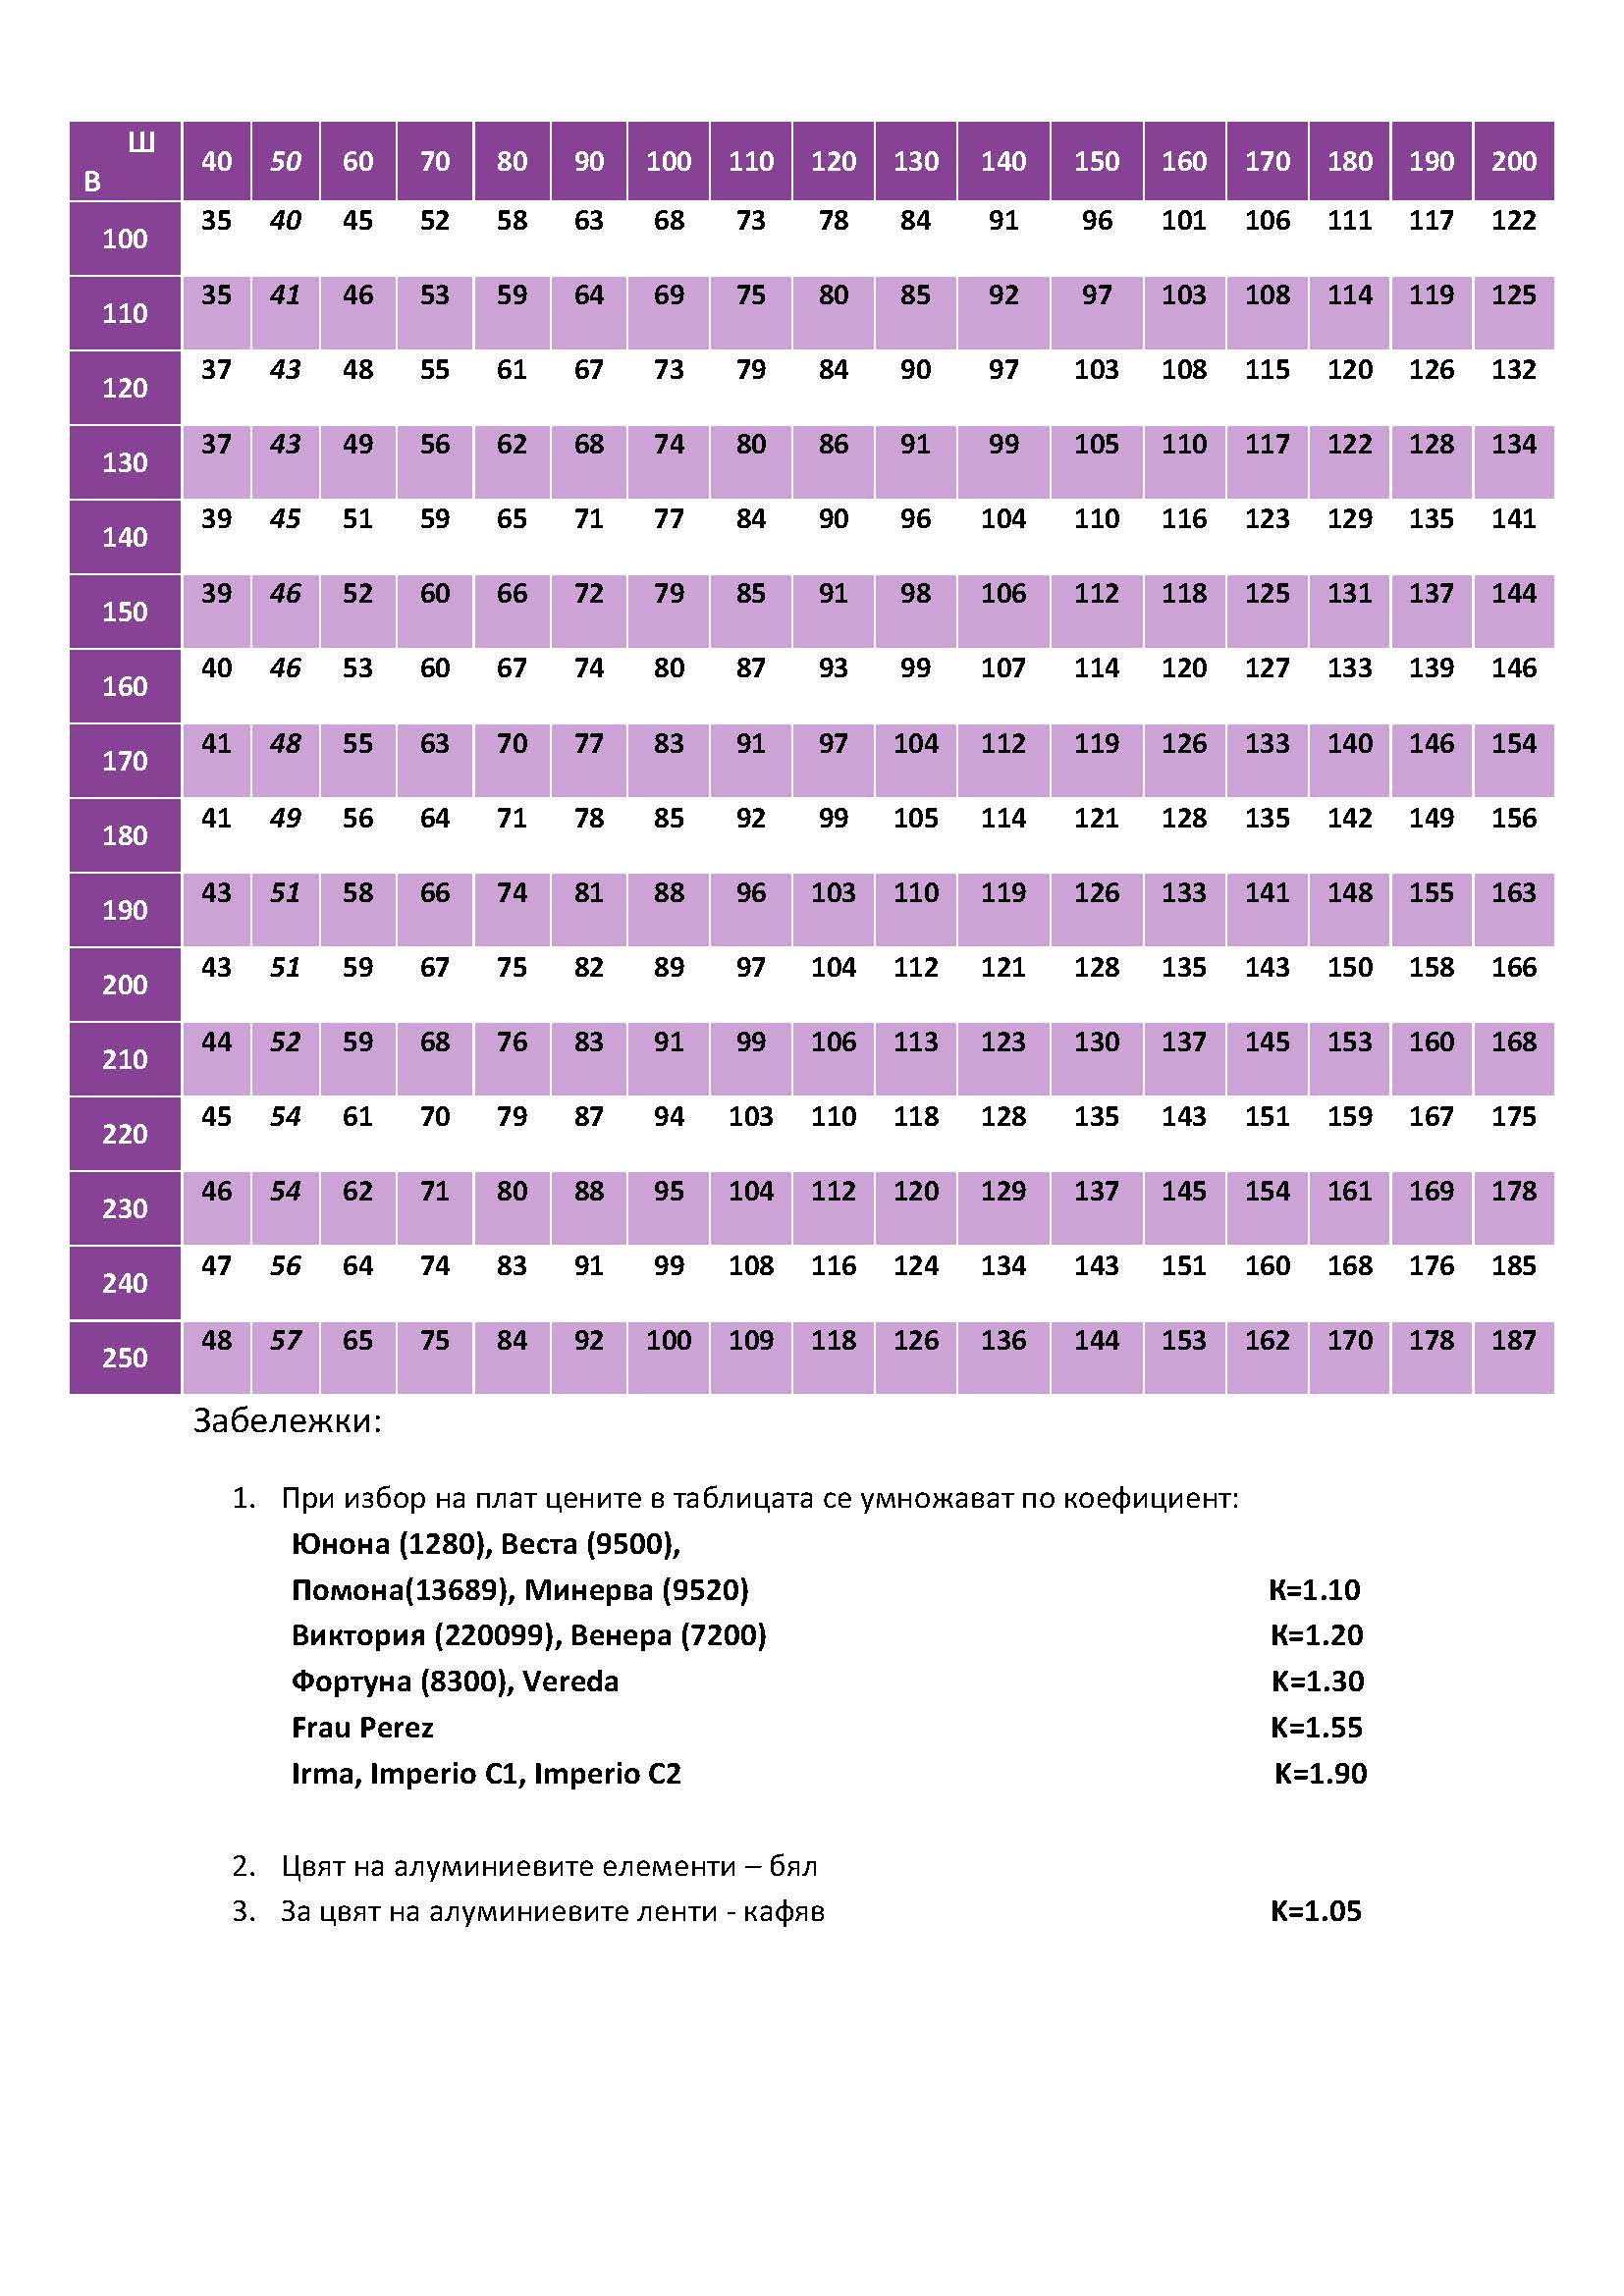 Ш
В 40 50 60 70 80 90 100 110 120 130 140 150 160 170 180 190 200
100 35 40 45 52 58 63 68 73 78 84 91 96 101 106 111 117 122
110 35 41 46 53 59 64 69 75 80 85 92 97 103 108 114 119 125
120 37 43 48 55 61 67 73 79 84 90 97 103 108 115 120 126 132
130 37 43 49 56 62 68 74 80 86 91 99 105 110 117 122 128 134
140 39 45 51 59 65 71 77 84 90 96 104 110 116 123 129 135 141
150 39 46 52 60 66 72 79 85 91 98 106 112 118 125 131 137 144
160 40 46 53 60 67 74 80 87 93 99 107 114 120 127 133 139 146
170 41 48 55 63 70 77 83 91 97 104 112 119 126 133 140 146 154
180 41 49 56 64 71 78 85 92 99 105 114 121 128 135 142 149 156
190 43 51 58 66 74 81 88 96 103 110 119 126 133 141 148 155 163
200 43 51 59 67 75 82 89 97 104 112 121 128 135 143 150 158 166
210 44 52 59 68 76 83 91 99 106 113 123 130 137 145 153 160 168
220 45 54 61 70 79 87 94 103 110 118 128 135 143 151 159 167 175
230 46 54 62 71 80 88 95 104 112 120 129 137 145 154 161 169 178
240 47 56 64 74 83 91 99 108 116 124 134 143 151 160 168 176 185
250 48 57 65 75 84 92 100 109 118 126 136 144 153 162 170 178 187
Забележки:
1. При избор на плат цените в таблицата се умножават по коефициент:
Юнона (1280), Веста (9500),
Помона(13689), Минерва (9520) К=1.10
Виктория (220099), Венера (7200) К=1.20
Фортуна (8300), Vereda K=1.30
Frau Perez K=1.55
Irma, Imperio C1, Imperio C2 K=1.90
2. Цвят на алуминиевите елементи – бял
3. За цвят на алуминиевите ленти - кафяв K=1.05